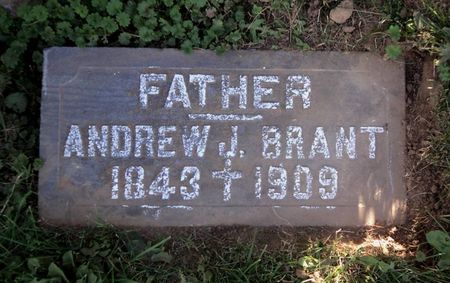 FATHER
ANDREW J. BRANT
1843 † 1909